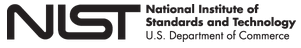 NIST
National Institute of
Standards and Technology
U.S. Department of Commerce